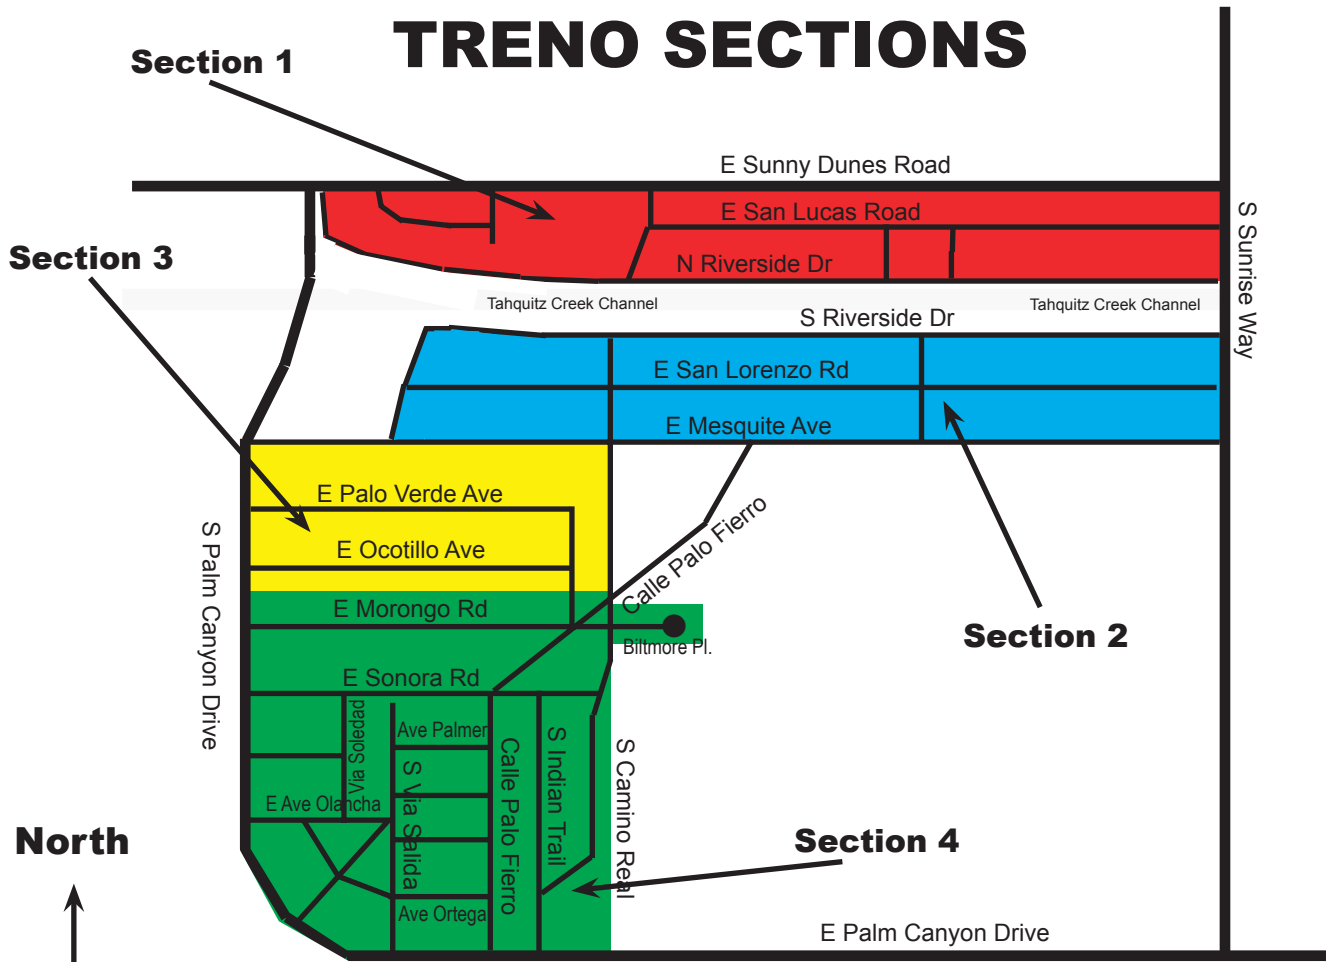 TRENO SECTIONS
Section 1
E Sunny Dunes Road
E San Lucas Road
S Sunrise Way
Section 3
N Riverside Dr
Tahquitz Creek Channel
Tahquitz Creek Channel
S Riverside Dr
E San Lorenzo Rd
E Mesquite Ave
E Palo Verde Ave
S Palm Canyon Drive
E Ocotillo Ave
Calle Palo Fierro
E Morongo Rd
Section 2
Biltmore Pl.
E Sonora Rd
Via Soledad
Ave Palmer
S Via Salida
Calle Palo Fierro
S Indian Trail
S Camino Real
E Ave Olancha
North
Section 4
Ave Ortega
E Palm Canyon Drive